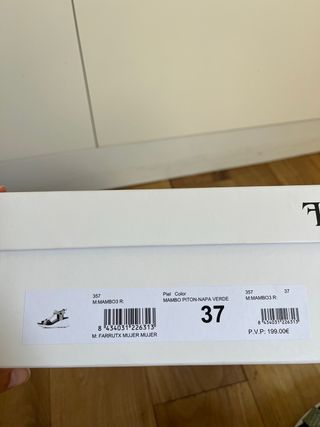 357
M.MAMBO3 R.
8 434031 226313
M: FARRUTX MUJER MUJER
Piel Color
MAMBO PITON-NAPA VERDE
37
357 37
M.MAMBO3 R.
8 434031 226313
P.V.P: 199.00€